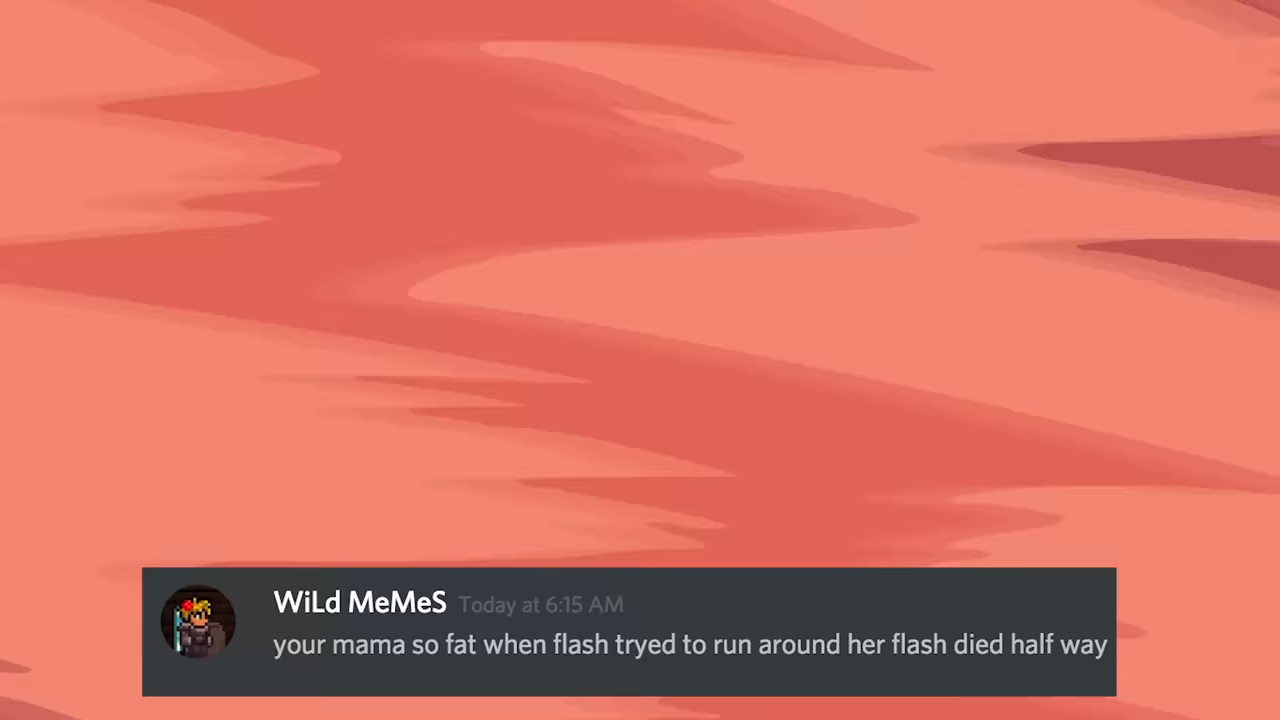 WiLd MeMeS Today at 6:15 AM
your mama so fat when flash tryed to run around her flash died half way